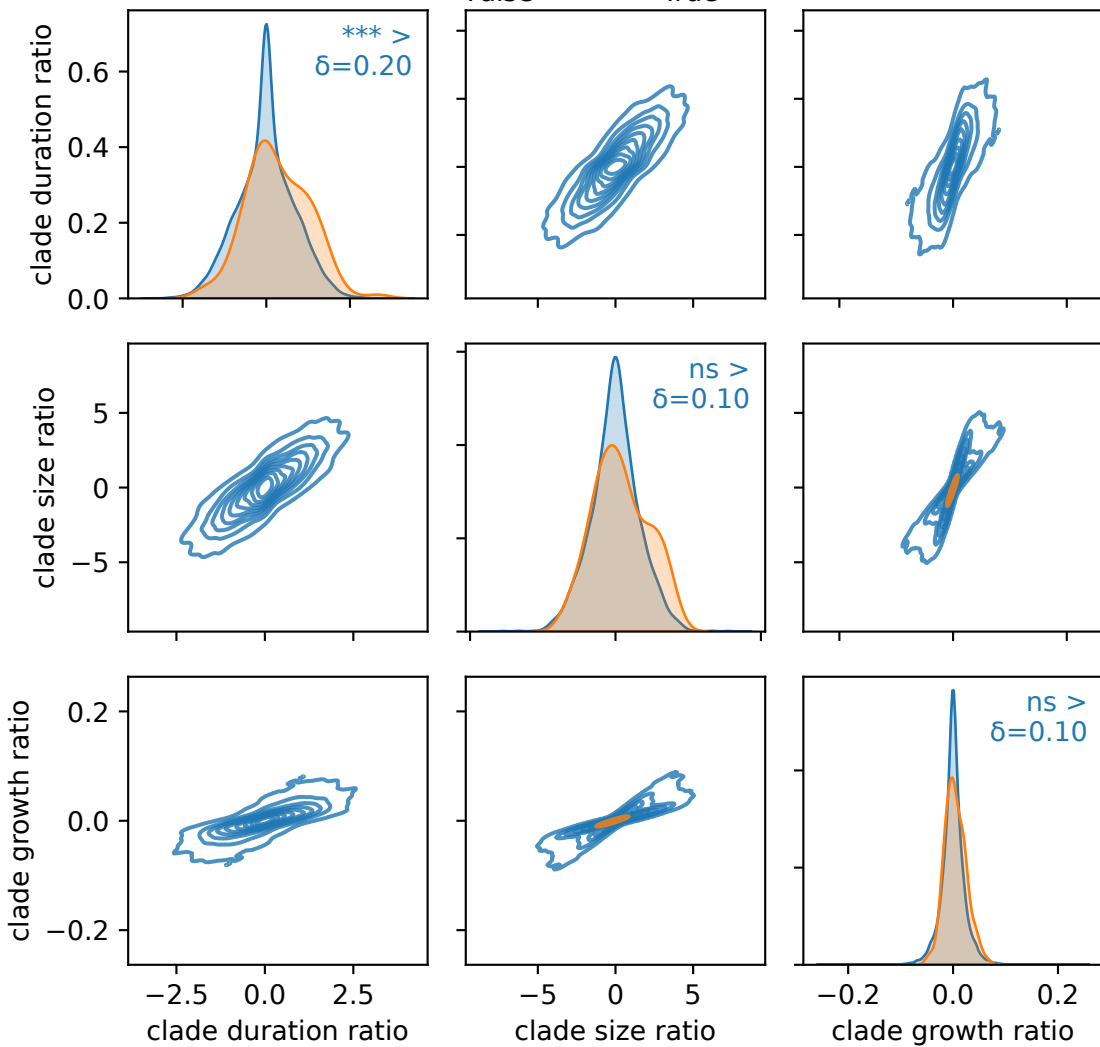 clade duration ratio
0.6
0.4
0.2
0.0
*** >
δ=0.20
clade size ratio
5
0
−5
ns >
δ=0.10
clade growth ratio
0.2
0.0
−0.2
ns >
δ=0.10
−2.5 0.0 2.5
−5 0 5
−0.2 0.0 0.2
clade duration ratio
clade size ratio
clade growth ratio